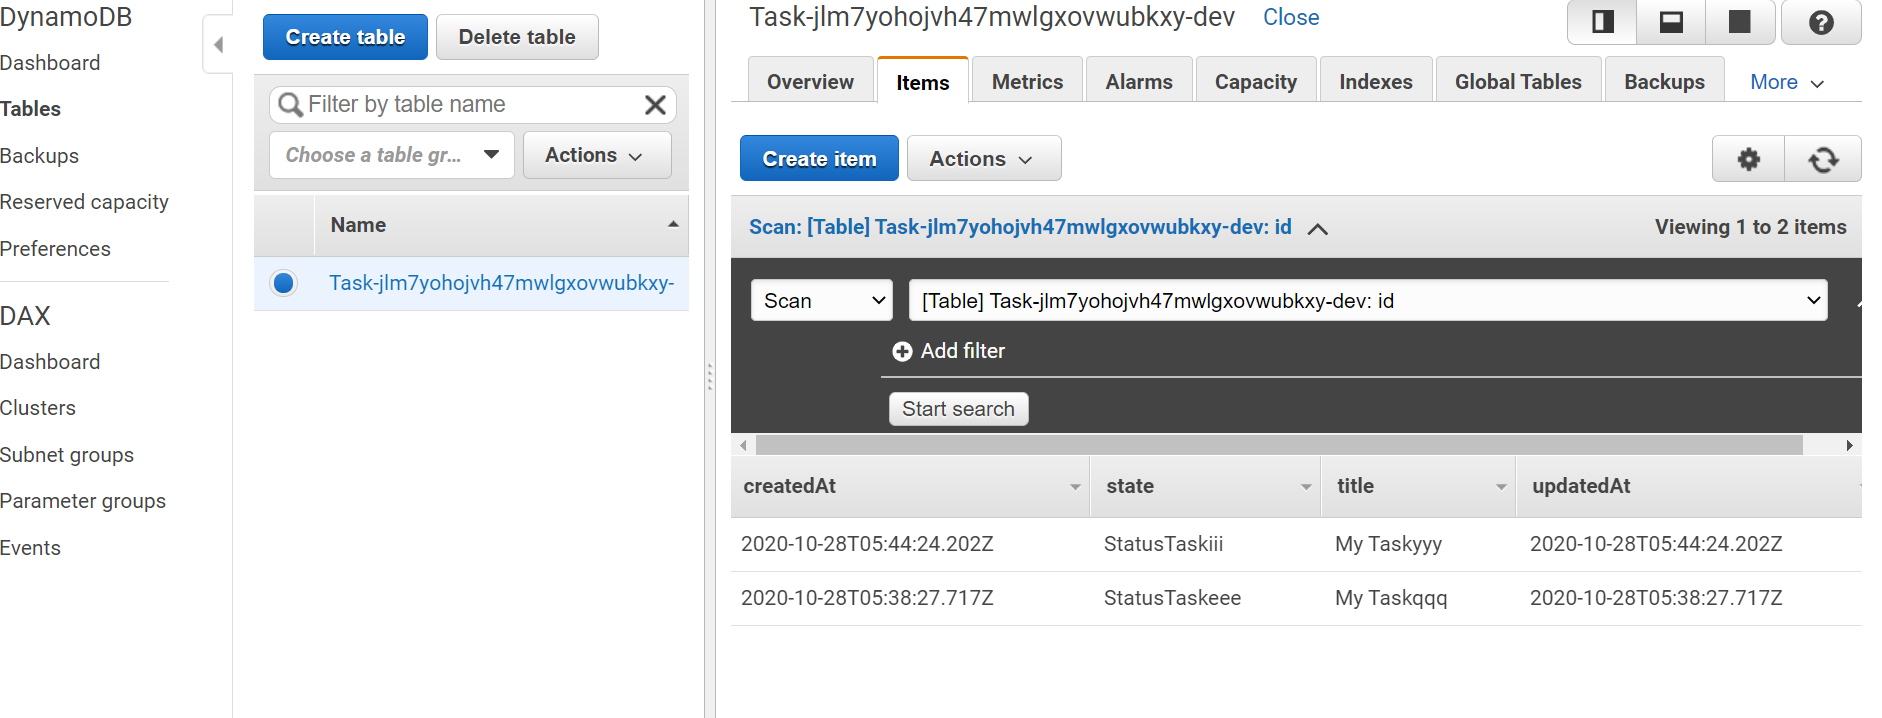 DynamoDB
Dashboard
Tables
Backups
Reserved capacity
Preferences
DAX
Dashboard
Clusters
Subnet groups
Parameter groups
Events
Create table
Delete table
Filter by table name
Choose a table gr...
Actions
Name
Task-jlm7yohojvh47mwlgxovwubkxy-
Task-jlm7yohojvh47mwlgxovwubkxy-dev Close
Overview Items Metrics Alarms Capacity Indexes Global Tables Backups More
Create item Actions
Scan: [Table] Task-jlm7yohojvh47mwlgxovwubkxy-dev: id Viewing 1 to 2 items
Scan [Table] Task-jlm7yohojvh47mwlgxovwubkxy-dev: id
Add filter
Start search
createdAt state title updatedAt
2020-10-28T05:44:24.202Z StatusTaskiii My Taskyyy 2020-10-28T05:44:24.202Z
2020-10-28T05:38:27.717Z StatusTaskeee My Taskqqq 2020-10-28T05:38:27.717Z